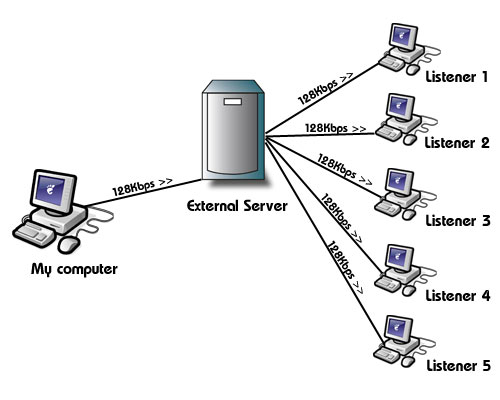 128Kbps >>
Listener 1
128Kbps >>
Listener 2
128Kbps >>
Listener 3
128Kbps >>
External Server
128Kbps >>
My computer
128Kbps >>
Listener 4
Listener 5